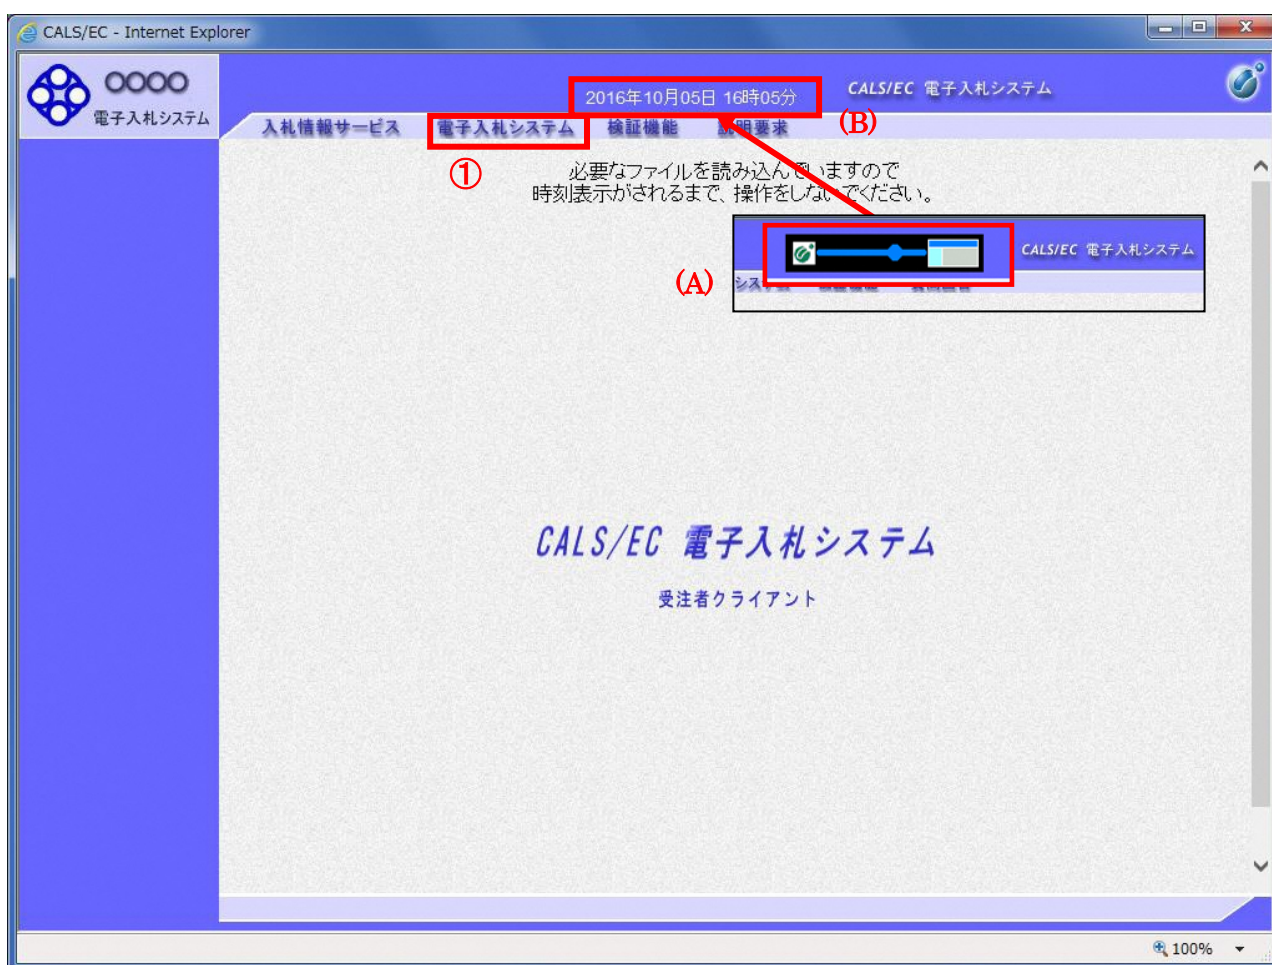 CALS/EC - Internet Explorer
○○○○
電子入札システム
2016年10月05日 16時05分
CALS/EC 電子入札システム
(B)
入札情報サービス 電子入札システム 検証機能 説明要求
①
必要なファイルを読み込んでいますので
時刻表示がされるまで、操作をしないでください。
CALS/EC 電子入札システム
(A)
CALS/EC 電子入札システム
受注者クライアント
100%